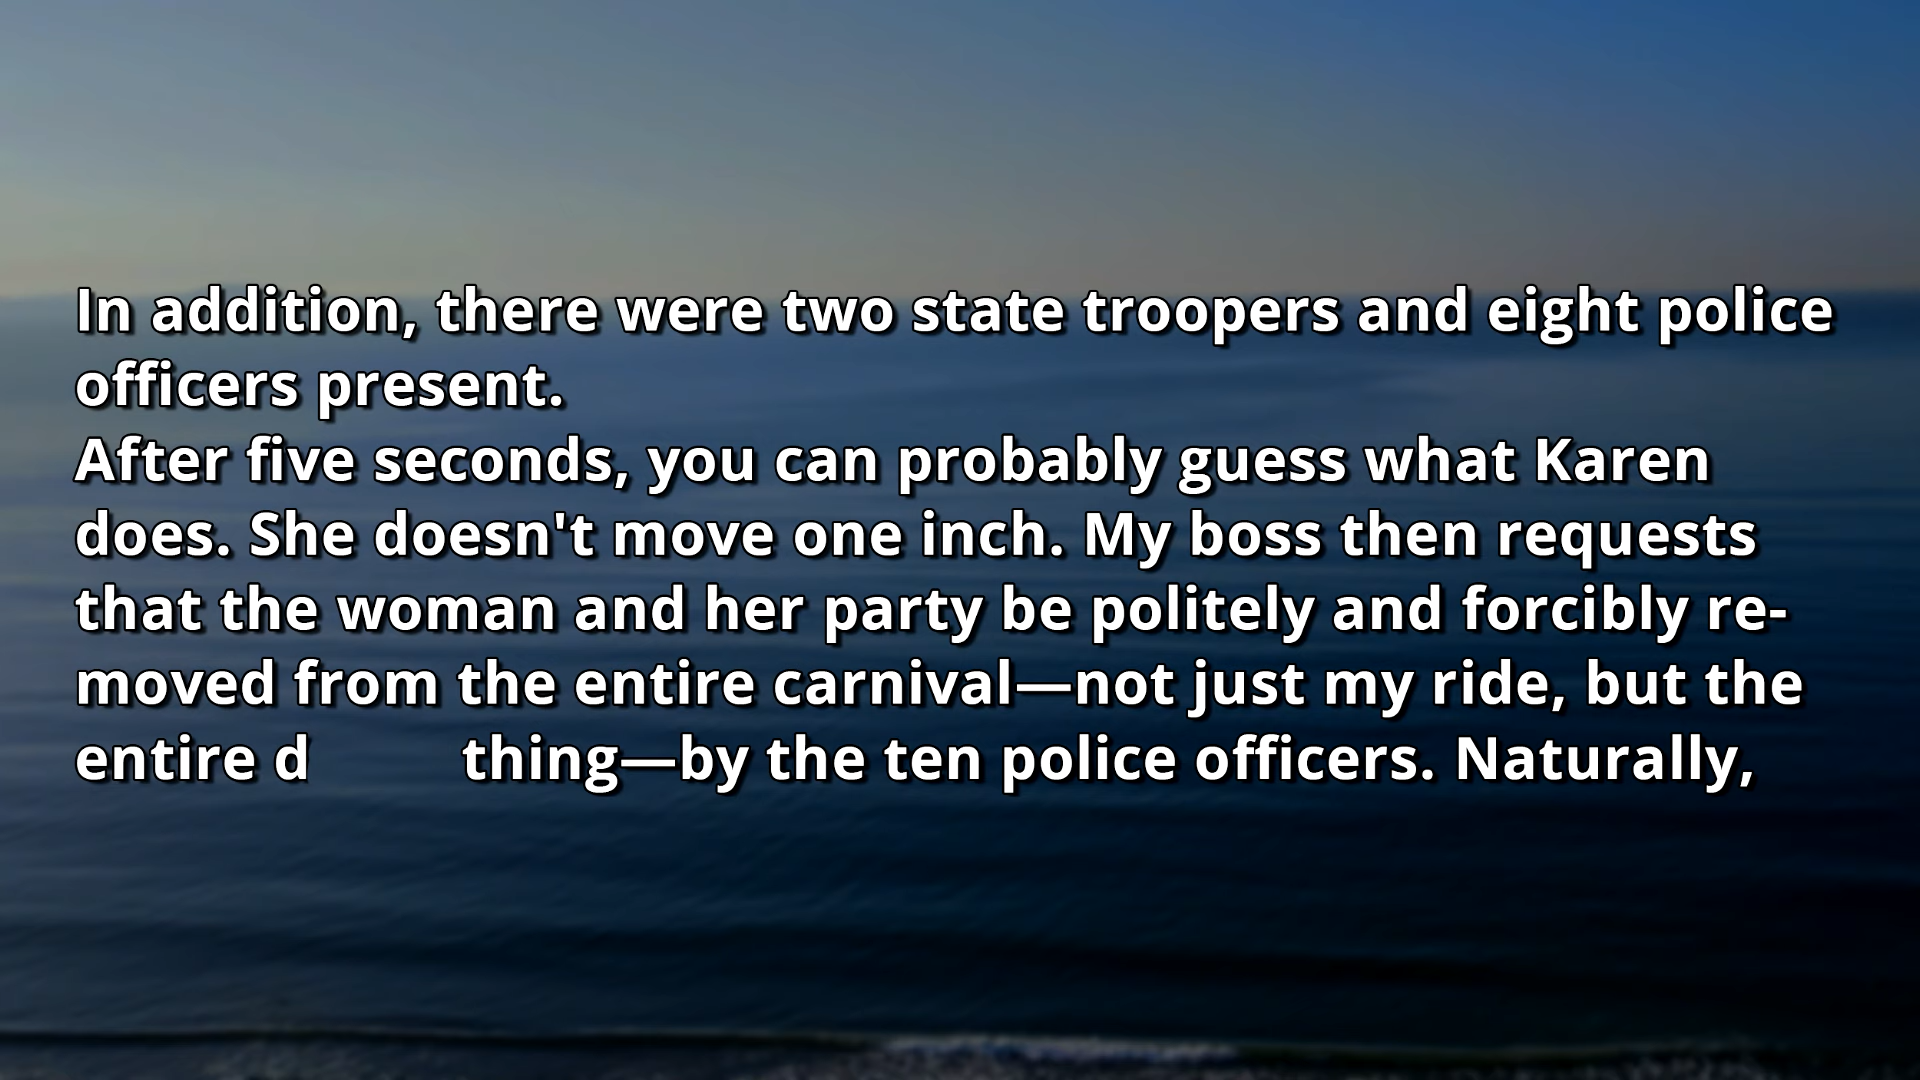 In addition, there were two state troopers and eight police
officers present.
After five seconds, you can probably guess what Karen
does. She doesn't move one inch. My boss then requests
that the woman and her party be politely and forcibly re-
moved from the entire carnival—not just my ride, but the
entire d thing—by the ten police officers. Naturally,